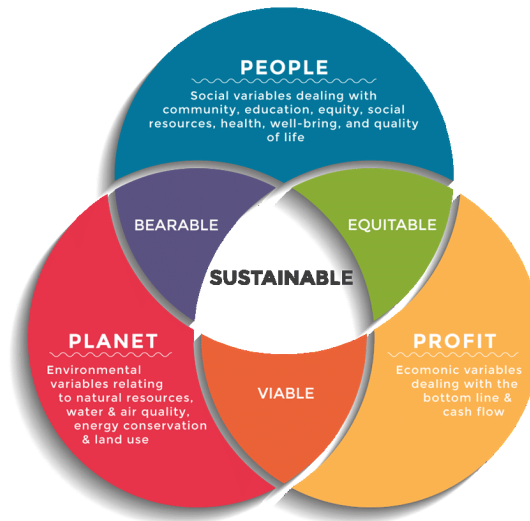 PEOPLE
Social variables dealing with
community, education, equity, social
resources, health, well-bring, and quality
of life
BEARABLE
EQUITABLE
SUSTAINABLE
PLANET
Environmental
variables relating
to natural resources,
water & air quality,
energy conservation
& land use
PROFIT
Ecomonic variables
dealing with the
bottom line &
cash flow
VIABLE